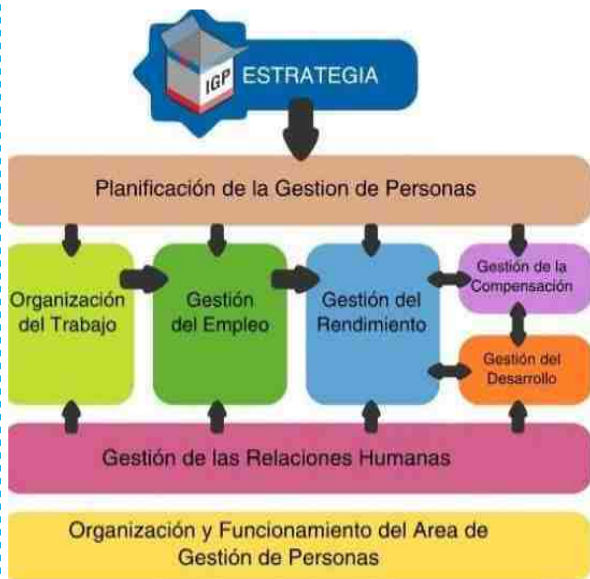 IGP
ESTRATEGIA
Planificación de la Gestion de Personas
Organización
del Trabajo
Gestión
del Empleo
Gestión del
Rendimiento
Gestión de la
Compensación
Gestión del
Desarrollo
Gestión de las Relaciones Humanas
Organización y Funcionamiento del Area de
Gestión de Personas